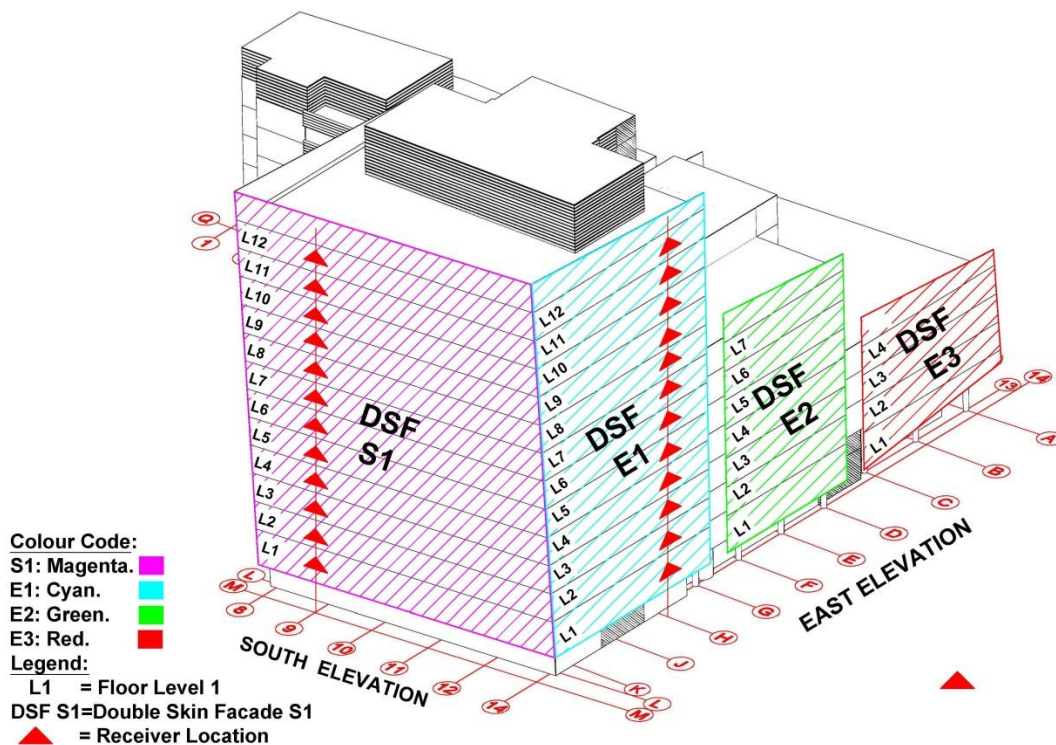 Q
1
L12
L11
L10
L9
L8
L7
L6
L5
L4
L3
L2
L1
DSF
S1
L12
L11
L10
L9
L8
L7
L6
L5
L4
L3
L2
L1
DSF
E1
L7
L6
L5
L4
L3
L2
L1
DSF
E2
L4
L3
L2
L1
DSF
E3
13
14
A
B
C
D
E
F
G
H
J
K
L
M
EAST ELEVATION
L
M
8
9
10
11
12
14
SOUTH ELEVATION
Colour Code:
S1: Magenta.
E1: Cyan.
E2: Green.
E3: Red.
Legend:
L1 = Floor Level 1
DSF S1=Double Skin Facade S1
= Receiver Location